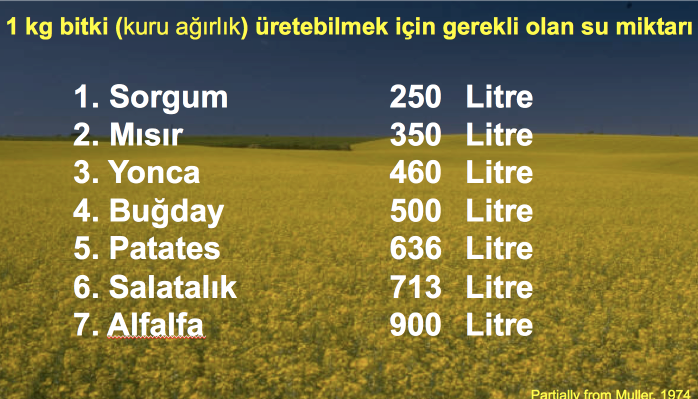 1 kg bitki (kuru ağırlık) üretebilmek için gerekli olan su miktarı
1. Sorgum 250 Litre
2. Mısır 350 Litre
3. Yonca 460 Litre
4. Buğday 500 Litre
5. Patates 636 Litre
6. Salatalık 713 Litre
7. Alfalfa 900 Litre
Partially from Muller, 1974